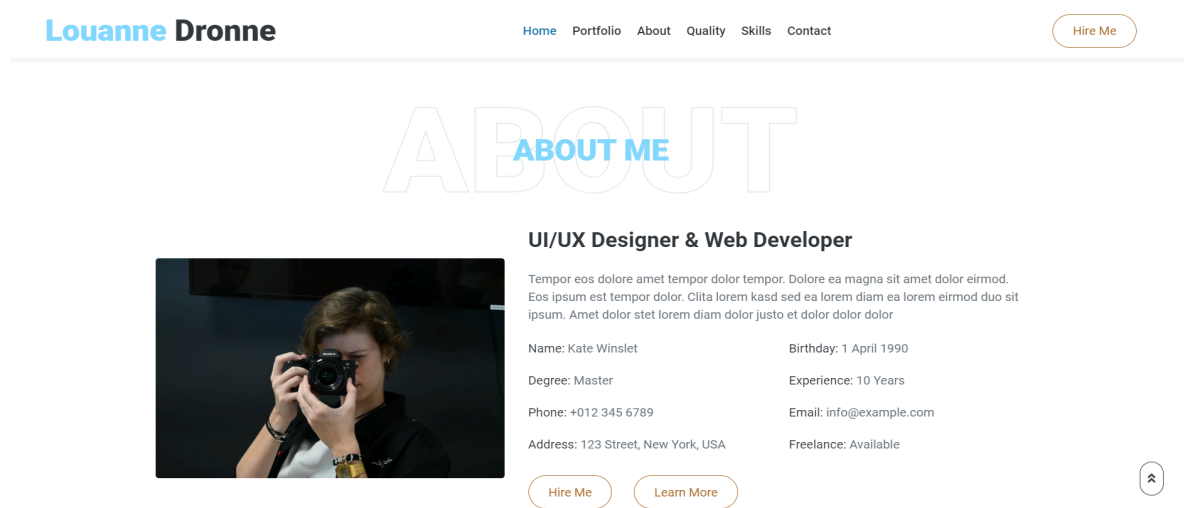 Louanne Dronne
Home Portfolio About Quality Skills Contact
Hire Me
ABOUT
ABOUT ME
UI/UX Designer & Web Developer
Tempor eos dolore amet tempor dolor tempor. Dolore ea magna sit amet dolor eirmod.
Eos ipsum est tempor dolor. Clita lorem kasd sed ea lorem diam ea lorem eirmod duo sit
ipsum. Amet dolor stet lorem diam dolor justo et dolor dolor dolor
Name: Kate Winslet
Birthday: 1 April 1990
Degree: Master
Experience: 10 Years
Phone: +012 345 6789
Email: info@example.com
Address: 123 Street, New York, USA
Freelance: Available
Hire Me
Learn More